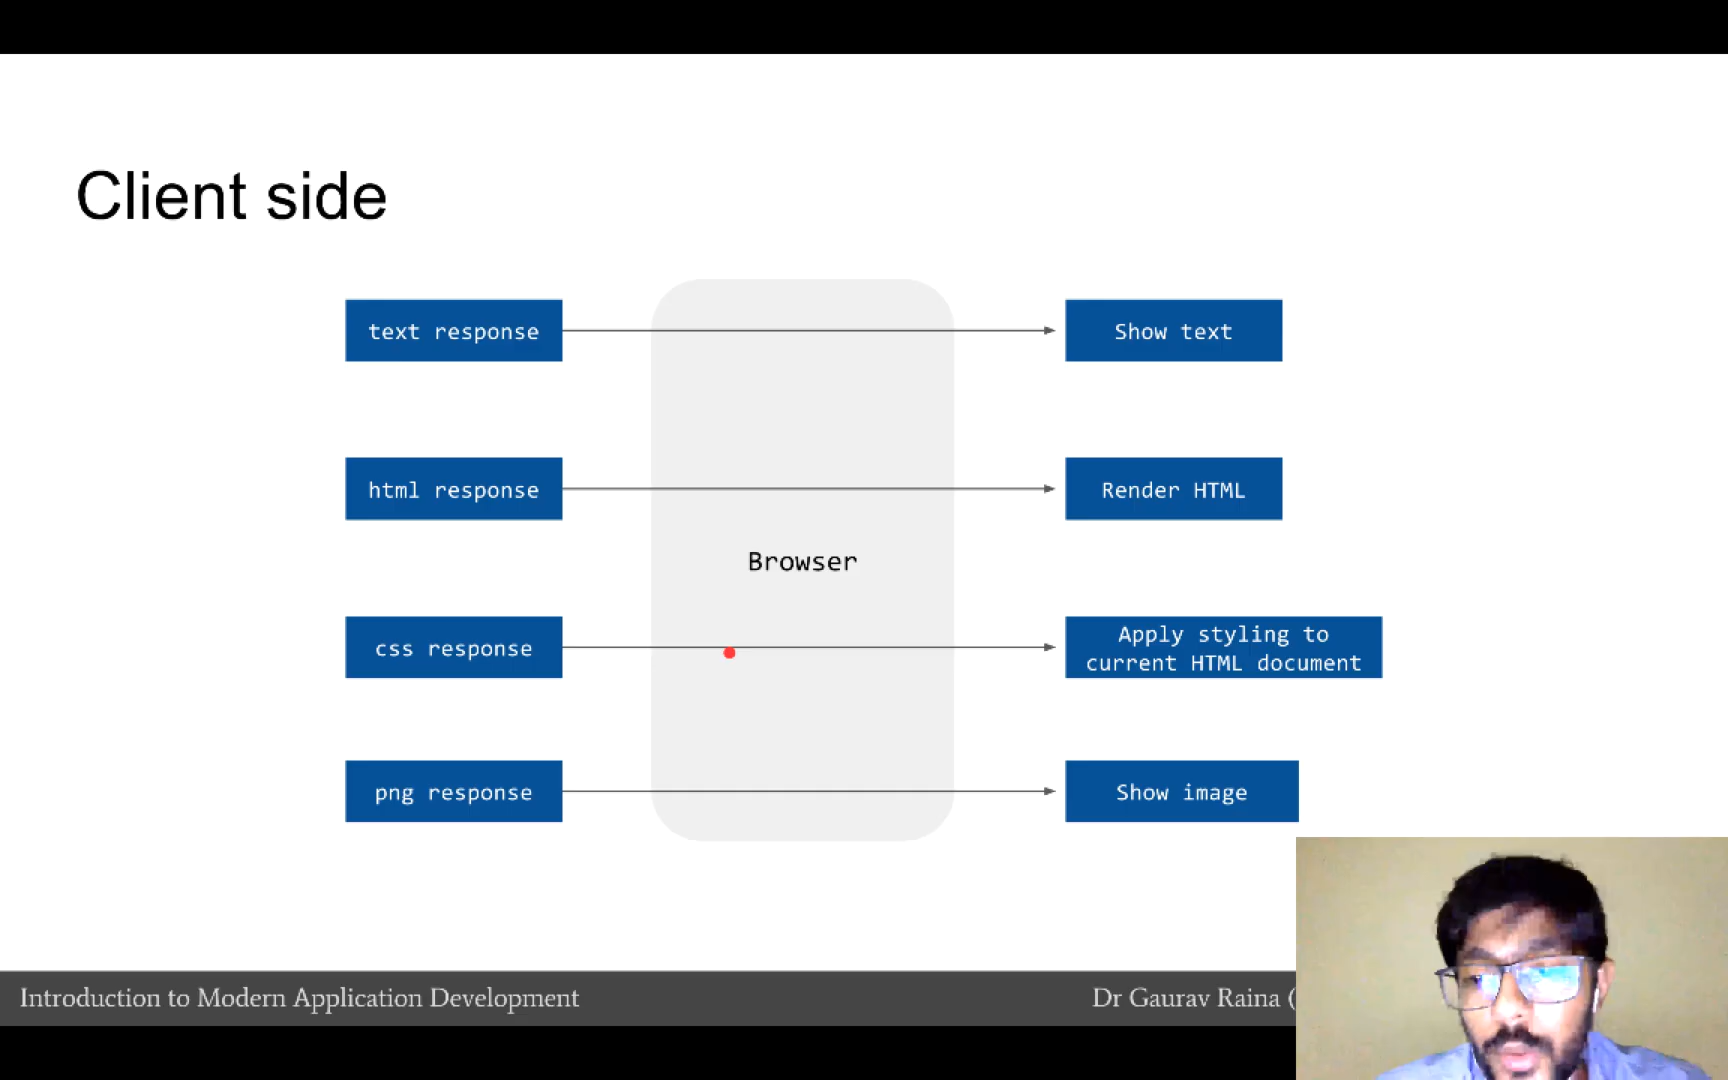 Client side
text response
Show text
html response
Render HTML
Browser
css response
Apply styling to
current HTML document
png response
Show image
Introduction to Modern Application Development
Dr Gaurav Raina (